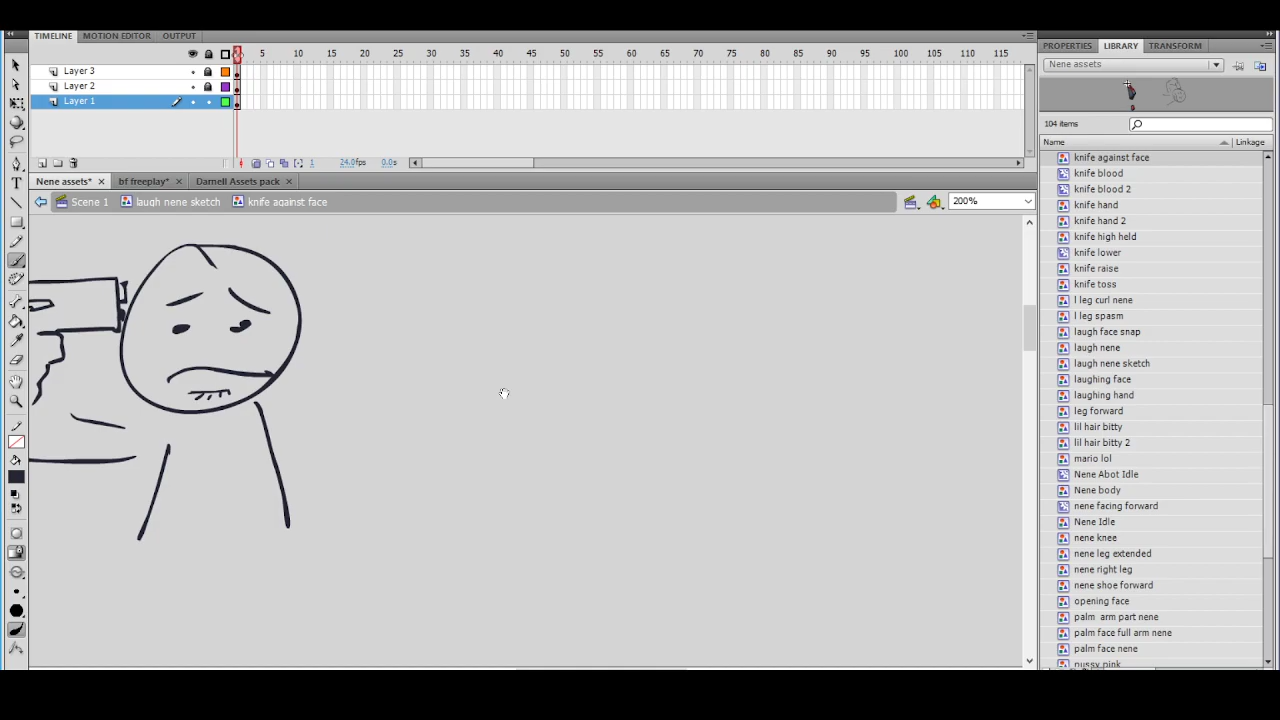 TIMELINE MOTION EDITOR OUTPUT
PROPERTIES LIBRARY TRANSFORM
5 10 15 20 25 30 35 40 45 50 55 60 65 70 75 80 85 90 95 100 105 110 115
Nene assets
Layer 3
Layer 2
Layer 1
104 items
Name Linkage
1 24.0fps 0.0s
Nene assets* bf freeplay* Darnell Assets pack
Scene 1 laugh nene sketch knife against face 200%
knife against face
knife blood
knife blood 2
knife hand
knife hand 2
knife high held
knife lower
knife raise
knife toss
l leg curl nene
l leg spasm
laugh face snap
laugh nene
laugh nene sketch
laughing face
laughing hand
leg forward
lil hair bitty
lil hair bitty 2
mario lol
Nene Abot Idle
Nene body
nene facing forward
Nene Idle
nene knee
nene leg extended
nene right leg
nene shoe forward
opening face
palm arm part nene
palm face full arm nene
palm face nene
pussy pink